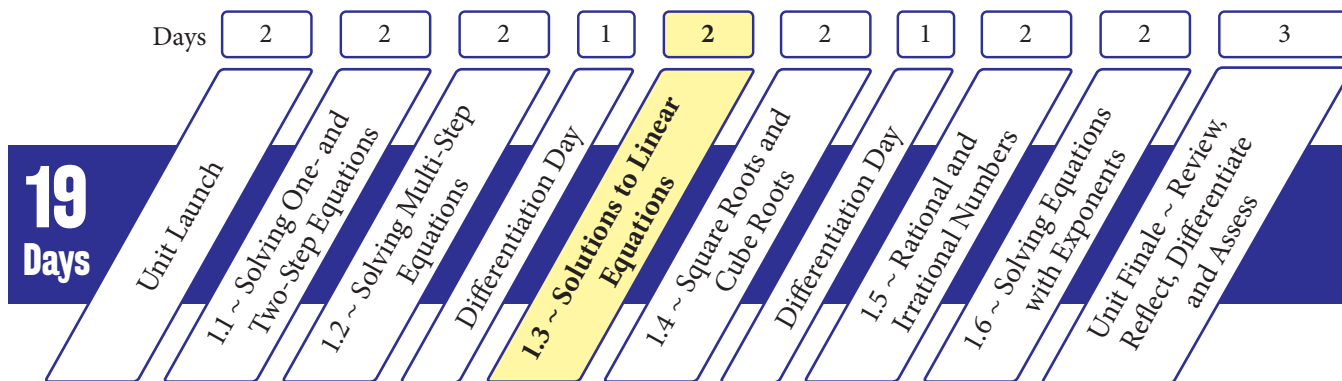 Days 2 2 2 1 2 2 1 2 2 3
19
Days
Unit Launch
1.1 ~ Solving One- and
Two-Step Equations
1.2 ~ Solving Multi-Step
Equations
Differentiation Day
1.3 ~ Solutions to Linear
Equations
1.4 ~ Square Roots and
Cube Roots
Differentiation Day
1.5 ~ Rational and
Irrational Numbers
1.6 ~ Solving Equations
with Exponents
Unit Finale ~ Review,
Reflect, Differentiate
and Assess